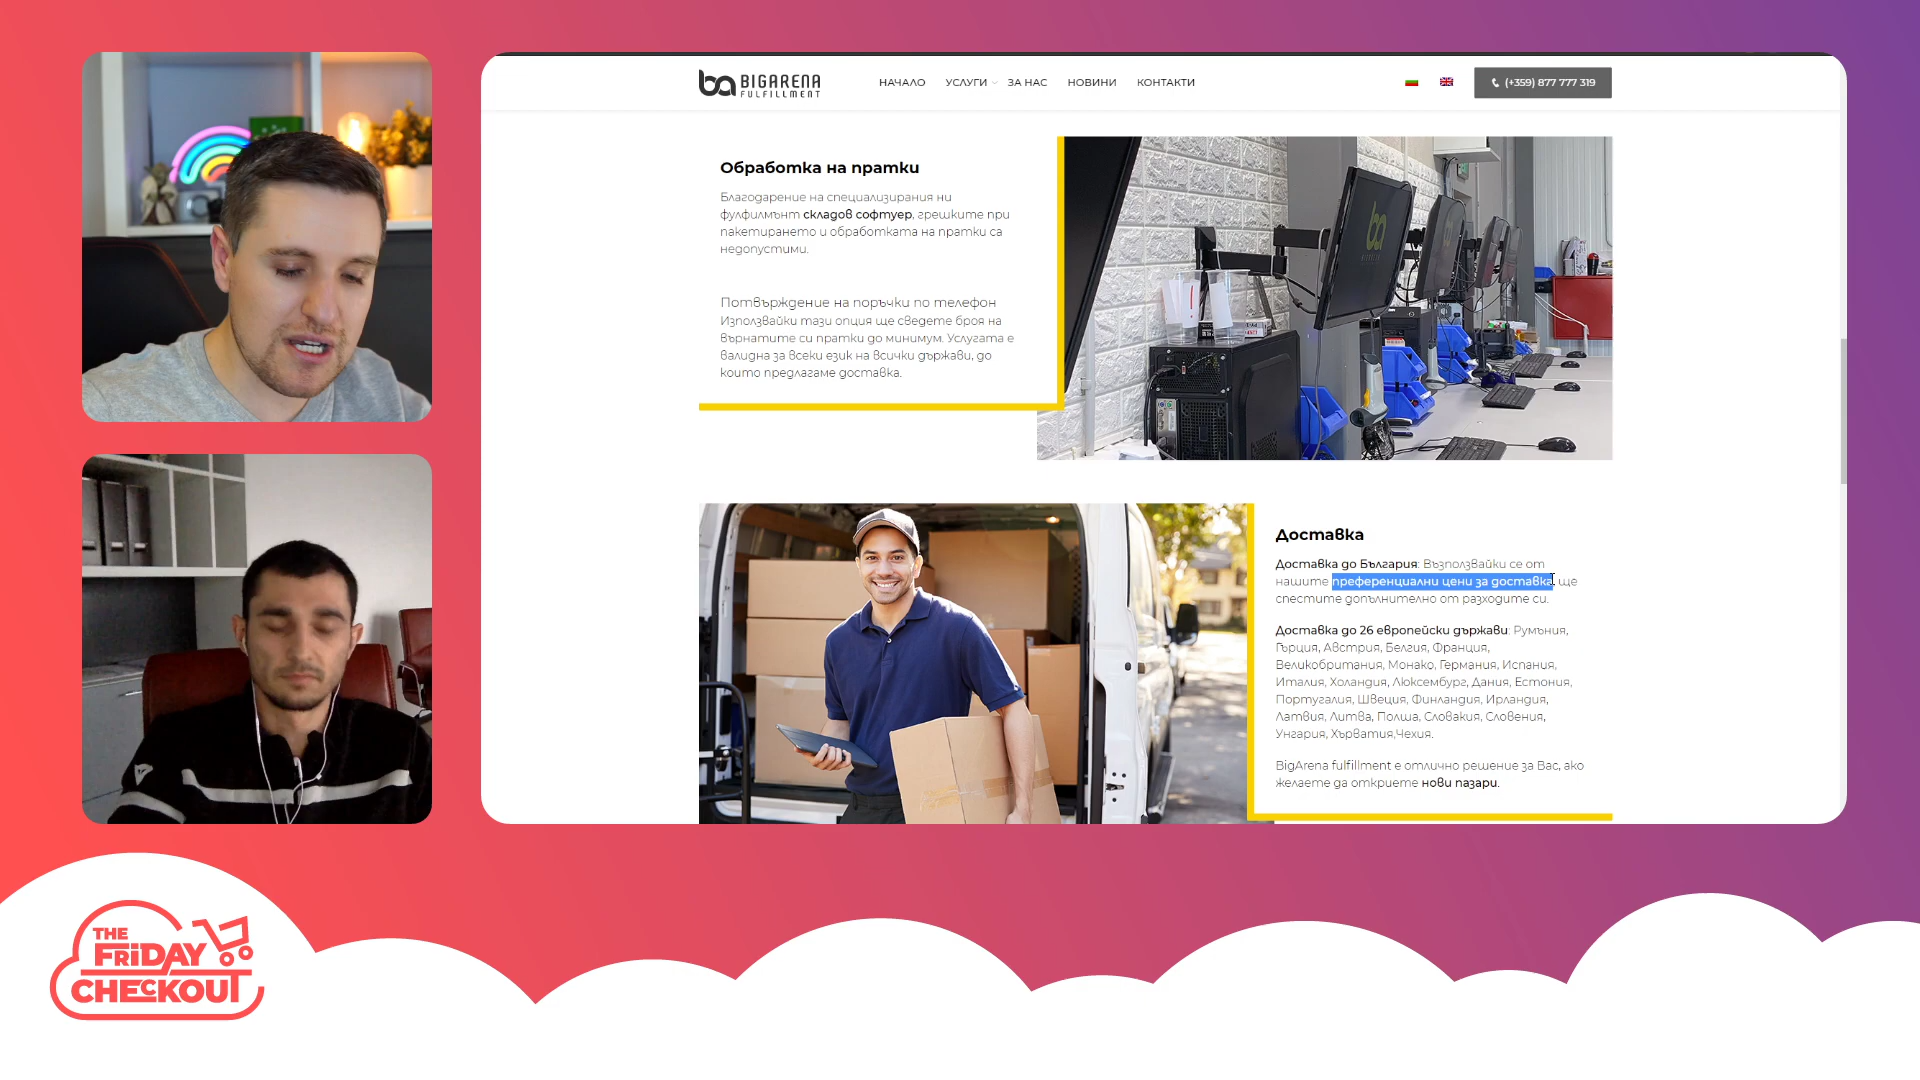 BIGARENA
FULFILLMENT
НАЧАЛО
УСЛУГИ
ЗА НАС
НОВИНИ
КОНТАКТИ
(+359) 877 777 319
Обработка на пратки
Благодарение на специализирания ни
фулфилмънт складов софтуер, грешките при
пакетирането и обработката на пратки са
недопустими.
Потвърждение на поръчки по телефон
Използвайки тази опция ще сведете броя на
върнатите си пратки до минимум. Услугата е
валидна за всеки език на всички държави, до
които предлагаме доставка.
Доставка
Доставка до България: Възползвайки се от
нашите преференциални цени за доставка, ще
спестите допълнително от разходите си.
Доставка до 26 европейски държави: Румъния,
Гърция, Австрия, Белгия, Франция,
Великобритания, Монако, Германия, Испания,
Италия, Холандия, Люксембург, Дания, Естония,
Португалия, Швеция, Финландия, Ирландия,
Латвия, Литва, Полша, Словакия, Словения,
Унгария, Хърватия,Чехия.
BigArena fulfillment е отлично решение за Вас, ако
желаете да откриете нови пазари.
THE
FRIDAY
CHECKOUT